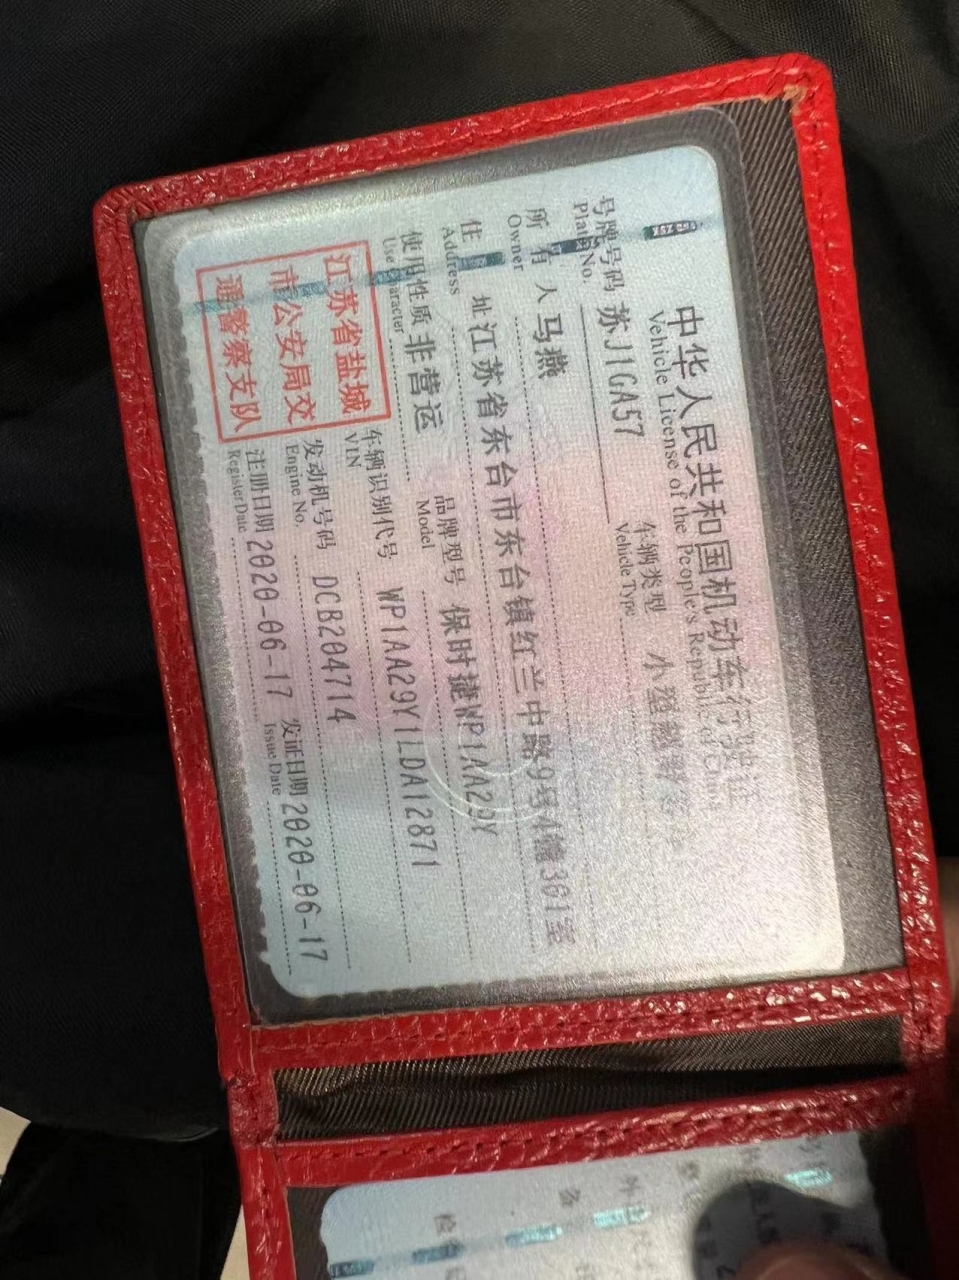 中华人民共和国机动车行驶证
Vehicle License of the People's Republic of China
号牌号码 苏J1GA57 车辆类型 小型越野客车
Plate No. Vehicle Type
所有人 马燕
Owner
住址 江苏省东台市东台镇红兰中路9号4幢301室
Address
使用性质 非营运 品牌型号 保时捷WP1AA29Y
Use Character Model
江苏省盐城
市公安局交
通警察支队
车辆识别代号 WP1AA29Y1LDA12871
VIN
发动机号码 DCB204714
Engine No.
注册日期 2020-06-17 发证日期 2020-06-17
Register Date Issue Date